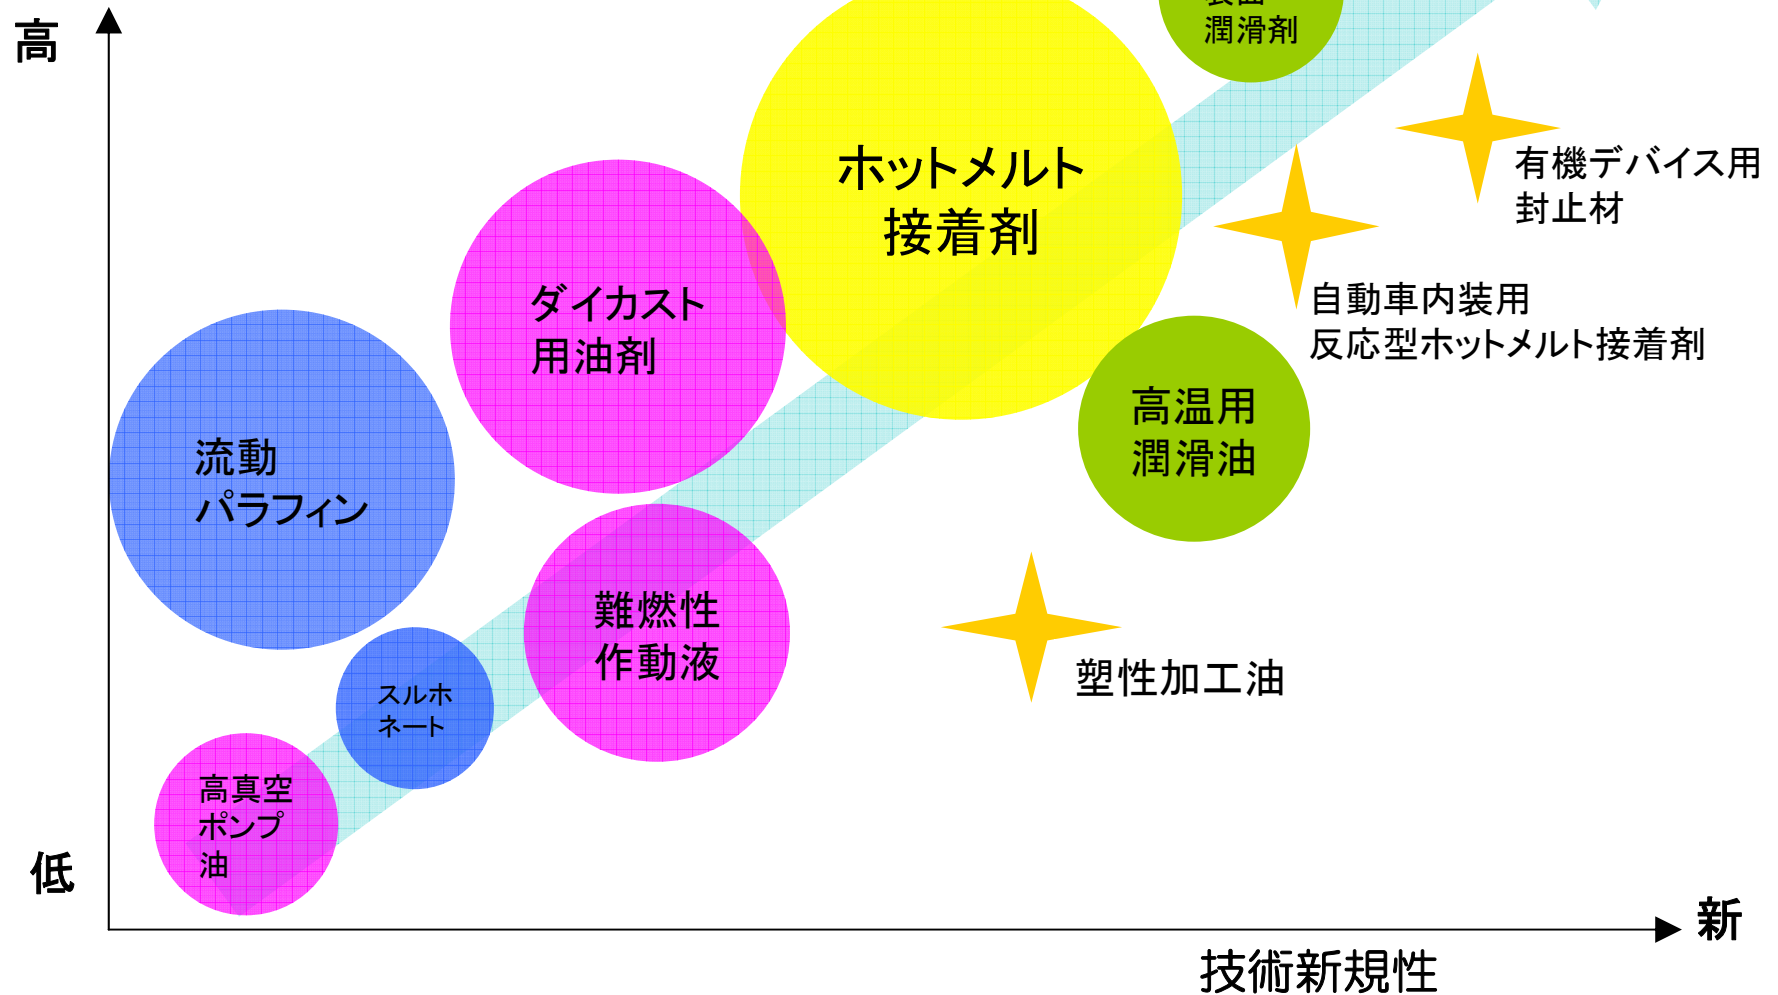 高
潤滑剤
ホットメルト
接着剤
有機デバイス用
封止材
ダイカスト
用油剤
自動車内装用
反応型ホットメルト接着剤
高温用
潤滑油
流動
パラフィン
難燃性
作動液
塑性加工油
スルホ
ネート
高真空
ポンプ
油
低
新
技術新規性